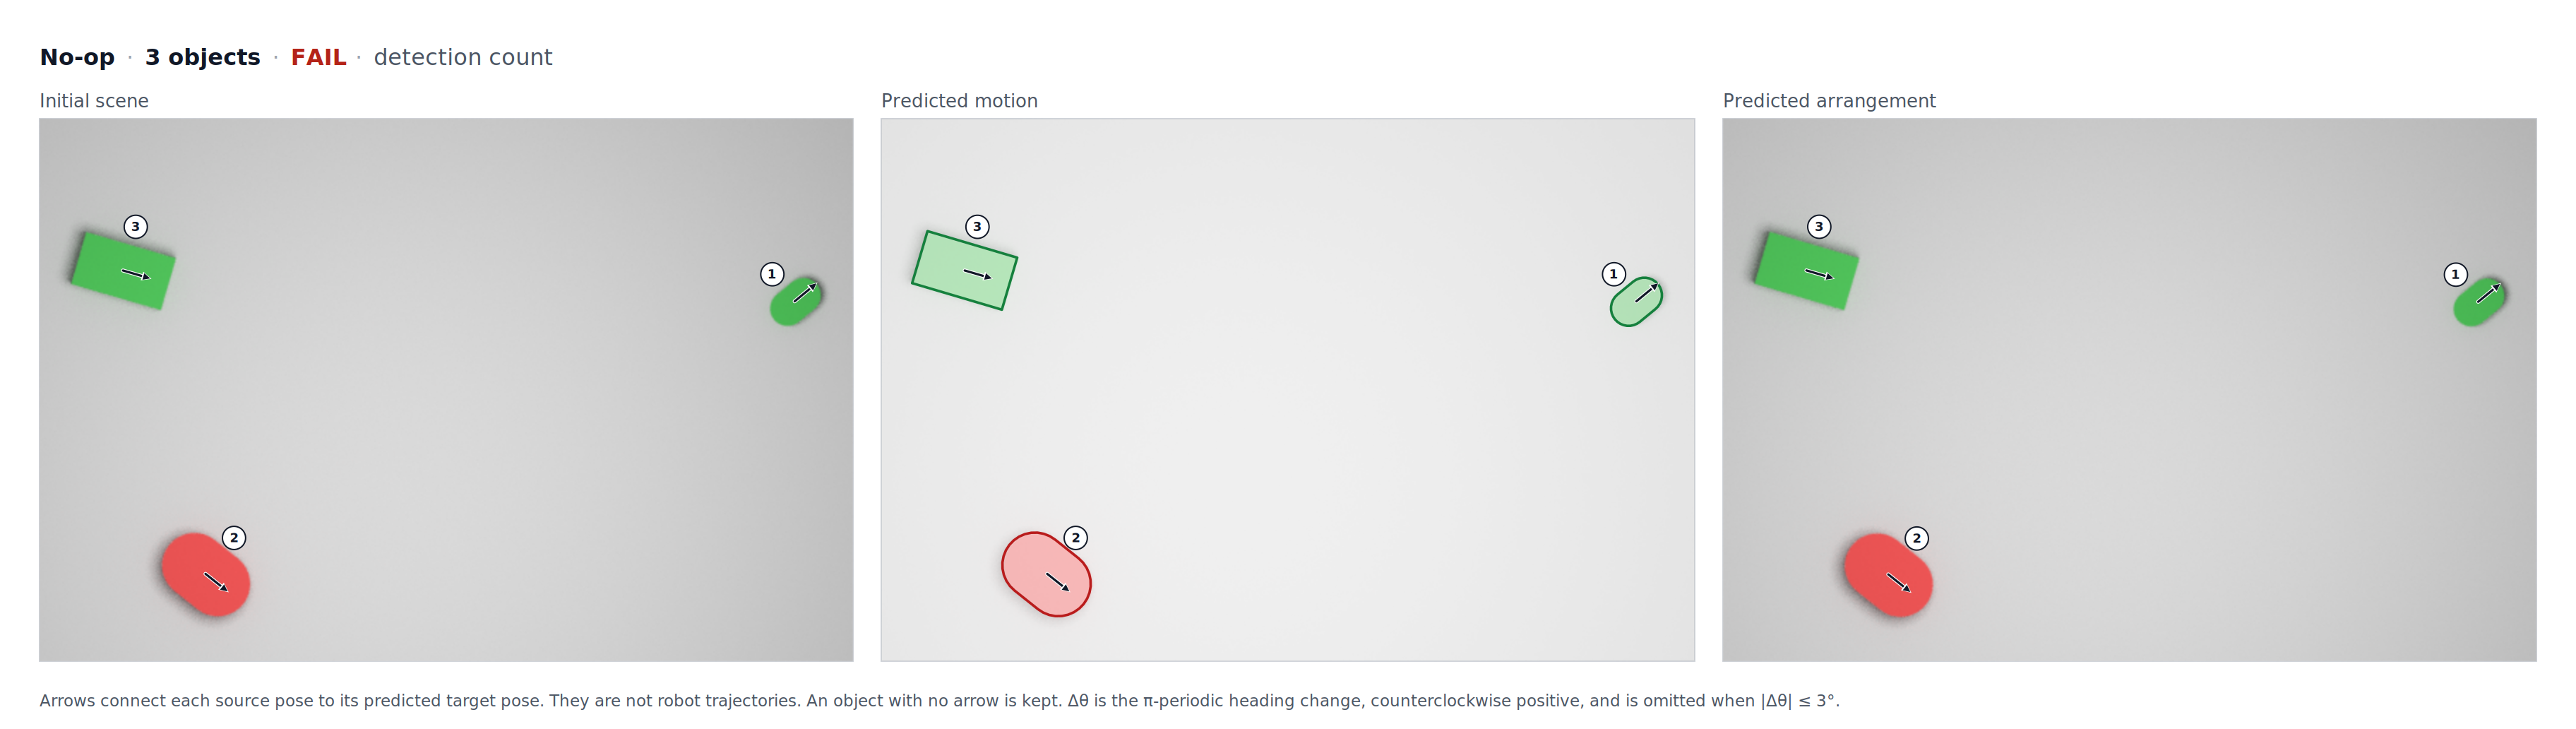 No-op · 3 objects · FAIL · detection count
Initial scene
Predicted motion
Predicted arrangement
3
1
2
3
1
2
3
1
2
Arrows connect each source pose to its predicted target pose. They are not robot trajectories. An object with no arrow is kept. Δθ is the π-periodic heading change, counterclockwise positive, and is omitted when |Δθ| ≤ 3°.